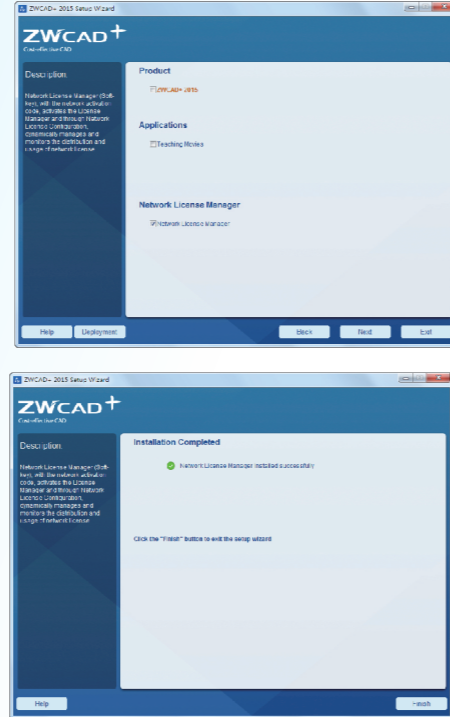 ZWCAD+ 2015 Setup Wizard
ZWCAD+
Cost-effective CAD
Description:
Network License Manager (Soft-
key), with the network activation
code, activates the License
Manager and through Network
License Configuration,
dynamically manages and
monitors the distribution and
usage of network license.
Product
ZWCAD+ 2015
Applications
Teaching Movies
Network License Manager
Network License Manager
Help
Deployment
Back
Next
Exit
ZWCAD+ 2015 Setup Wizard
ZWCAD+
Cost-effective CAD
Description:
Network License Manager (Soft-
key), with the network activation
code, activates the License
Manager and through Network
License Configuration,
dynamically manages and
monitors the distribution and
usage of network license.
Installation Completed
Network License Manager installed successfully
Click the "Finish" button to exit the setup wizard
Help
Finish